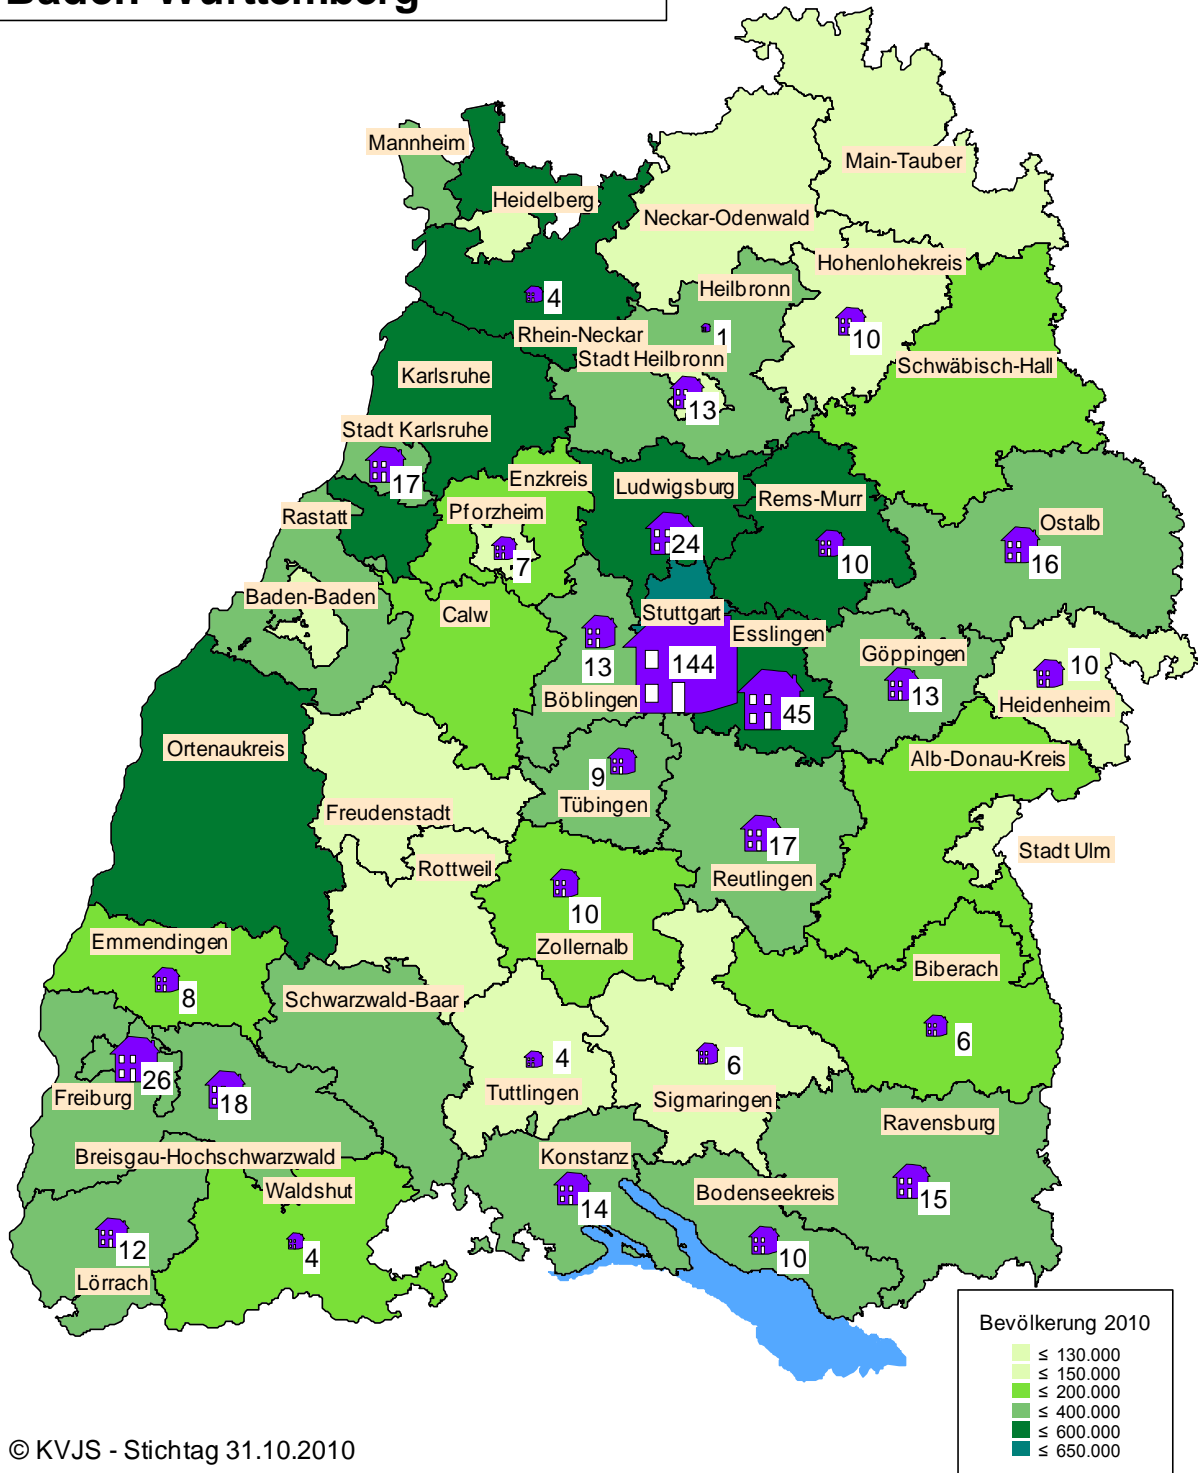 Baden-Württemberg
Mannheim
Main-Tauber
Heidelberg
Neckar-Odenwald
Hohenlohekreis
Heilbronn
4
1
10
Rhein-Neckar
Stadt Heilbronn
Schwäbisch-Hall
Karlsruhe
13
Stadt Karlsruhe
17
Enzkreis
Ludwigsburg
Rems-Murr
Pforzheim
Rastatt
Ostalb
24
7
10
16
Baden-Baden
Calw
Stuttgart
Esslingen
Göppingen
13
144
10
Böblingen
13
Heidenheim
45
Ortenaukreis
Alb-Donau-Kreis
9
Tübingen
Freudenstadt
17
Stadt Ulm
Rottweil
Reutlingen
10
Emmendingen
Zollernalb
Biberach
8
Schwarzwald-Baar
6
4
6
26
Freiburg
18
Tuttlingen
Sigmaringen
Ravensburg
Breisgau-Hochschwarzwald
Konstanz
Waldshut
Bodenseekreis
14
15
12
4
10
Lörrach
Bevölkerung 2010
≤ 130.000
≤ 150.000
≤ 200.000
≤ 400.000
≤ 600.000
≤ 650.000
© KVJS - Stichtag 31.10.2010